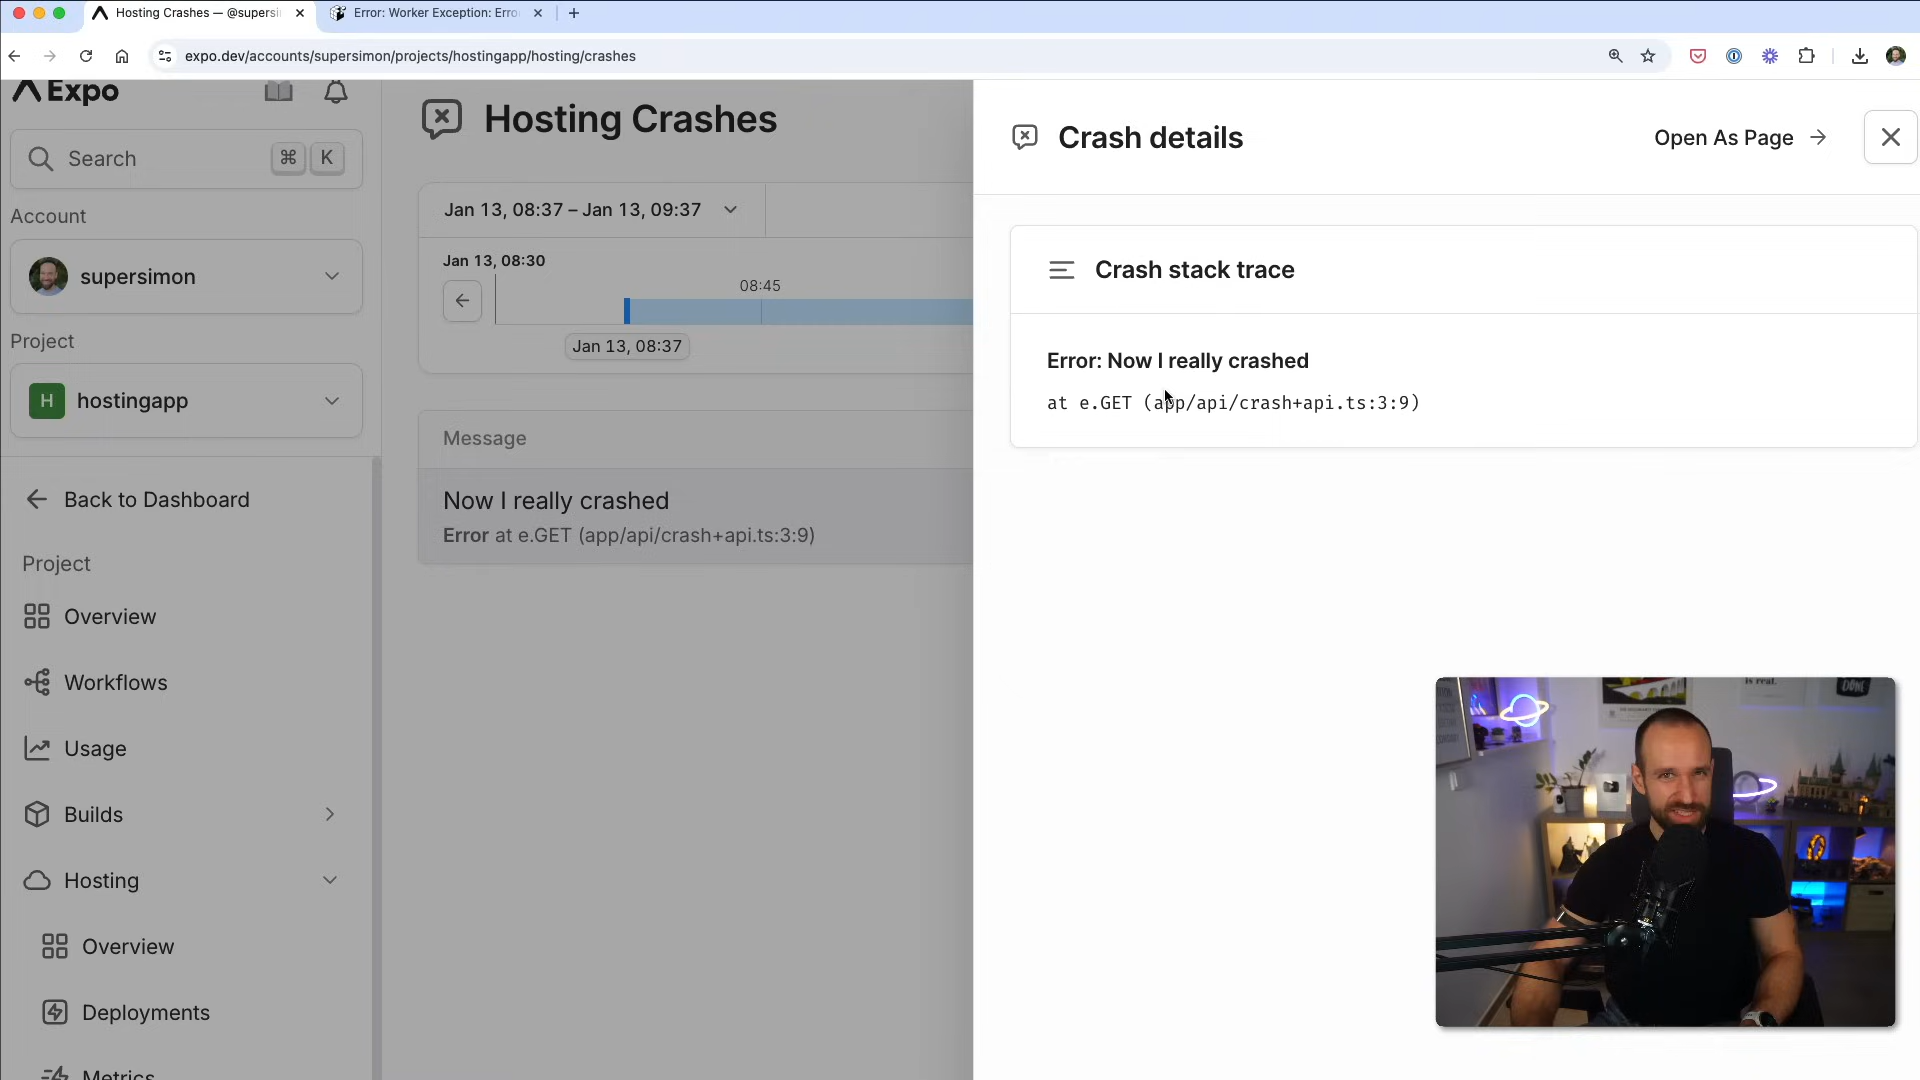 Hosting Crashes — @supersi
Error: Worker Exception: Erro
expo.dev/accounts/supersimon/projects/hostingapp/hosting/crashes
Expo
Search
⌘ K
Account
supersimon
Project
H
hostingapp
Back to Dashboard
Project
Overview
Workflows
Usage
Builds
Hosting
Overview
Deployments
Metrics
Hosting Crashes
Jan 13, 08:37 – Jan 13, 09:37
Jan 13, 08:30
08:45
Jan 13, 08:37
Message
Now I really crashed
Error at e.GET (app/api/crash+api.ts:3:9)
Crash details
Open As Page
Crash stack trace
Error: Now I really crashed
at e.GET (app/api/crash+api.ts:3:9)
is real.
DONE